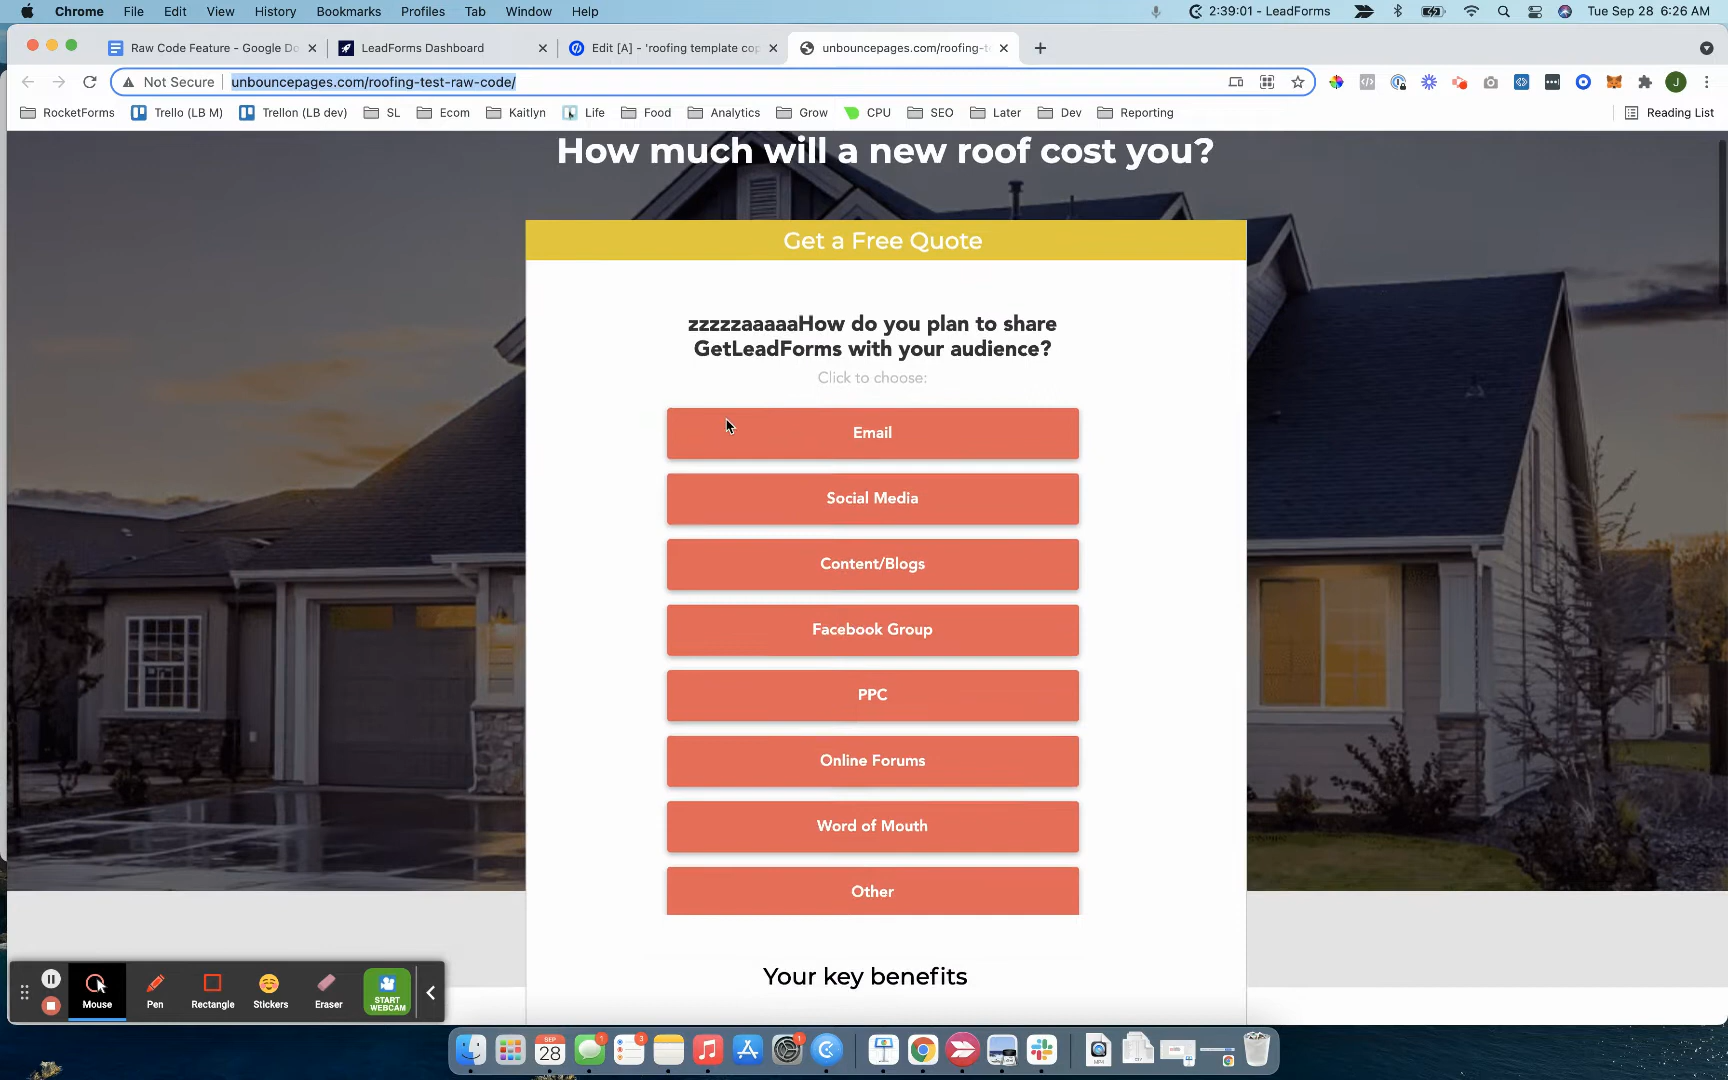 Chrome File Edit View History Bookmarks Profiles Tab Window Help 2:39:01 - LeadForms Tue Sep 28 6:26 AM
Raw Code Feature - Google Do LeadForms Dashboard Edit [A] - 'roofing template cop unbouncepages.com/roofing-t
Not Secure unbouncepages.com/roofing-test-raw-code/ J
RocketForms Trello (LB M) Trellon (LB dev) SL Ecom Kaitlyn Life Food Analytics Grow CPU SEO Later Dev Reporting Reading List
How much will a new roof cost you?
Get a Free Quote
zzzzzaaaaaHow do you plan to share
GetLeadForms with your audience?
Click to choose:
Email
Social Media
Content/Blogs
Facebook Group
PPC
Online Forums
Word of Mouth
Other
Your key benefits
Mouse Pen Rectangle Stickers Eraser START
WEBCAM
SEP
28
1
3
1